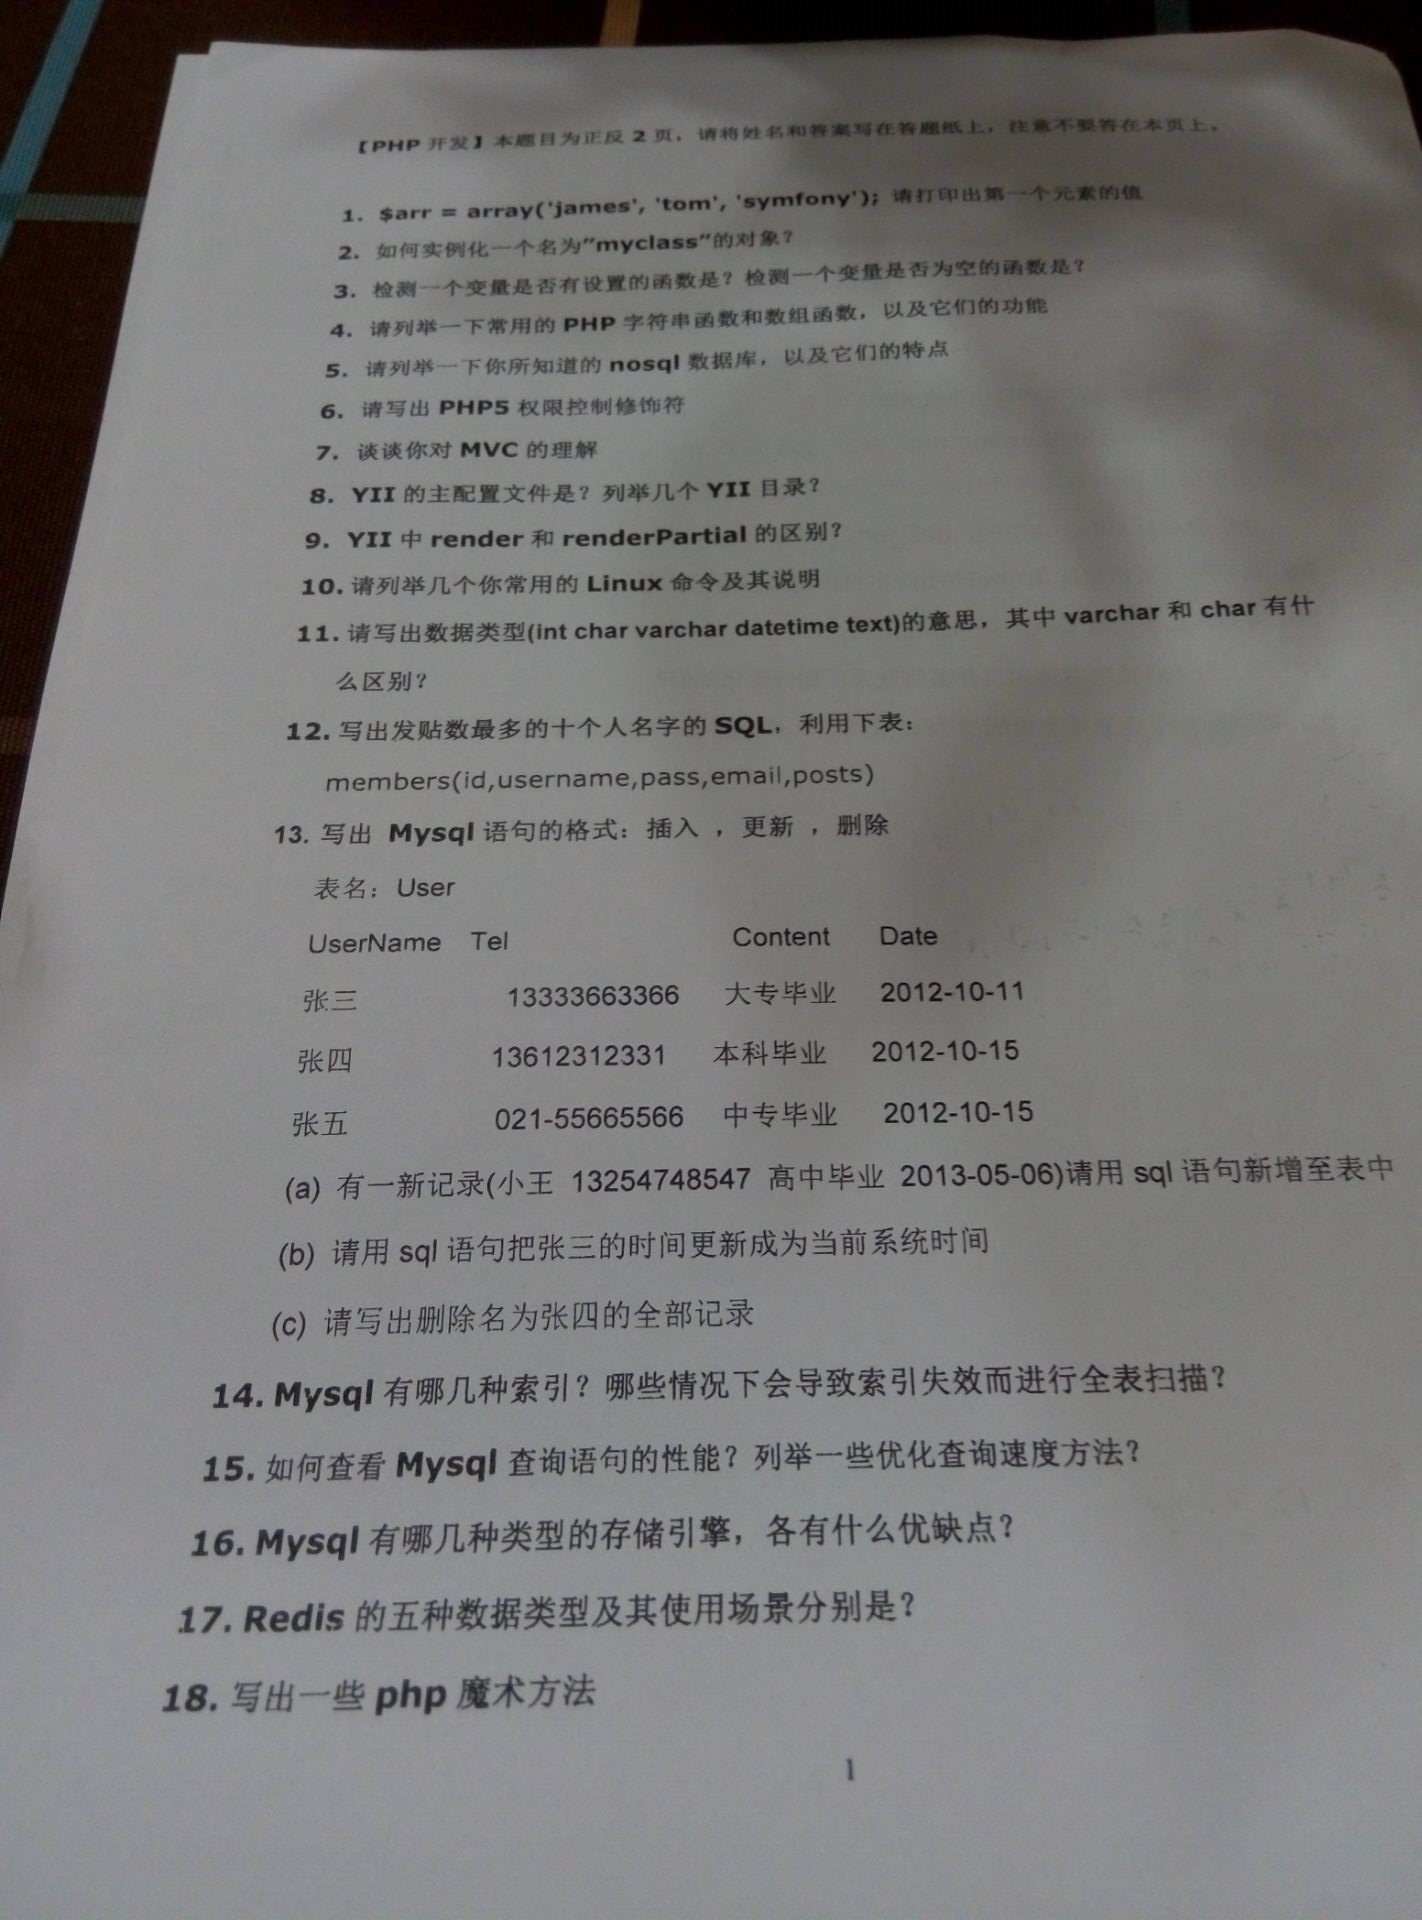 【PHP 开发】本题目为正反 2 页，请将姓名和答案写在答题纸上，注意不要答在本页上。
1. $arr = array('james', 'tom', 'symfony'); 请打印出第一个元素的值
2. 如何实例化一个名为”myclass”的对象？
3. 检测一个变量是否有设置的函数是？检测一个变量是否为空的函数是？
4. 请列举一下常用的 PHP 字符串函数和数组函数，以及它们的功能
5. 请列举一下你所知道的 nosql 数据库，以及它们的特点
6. 请写出 PHP5 权限控制修饰符
7. 谈谈你对 MVC 的理解
8. YII 的主配置文件是？列举几个 YII 目录？
9. YII 中 render 和 renderPartial 的区别？
10. 请列举几个你常用的 Linux 命令及其说明
11. 请写出数据类型(int char varchar datetime text)的意思，其中 varchar 和 char 有什
么区别？
12. 写出发贴数最多的十个人名字的 SQL，利用下表：
members(id,username,pass,email,posts)
13. 写出 Mysql 语句的格式：插入 ，更新 ，删除
表名：User
UserName Tel Content Date
张三 13333663366 大专毕业 2012-10-11
张四 13612312331 本科毕业 2012-10-15
张五 021-55665566 中专毕业 2012-10-15
(a) 有一新记录(小王 13254748547 高中毕业 2013-05-06)请用 sql 语句新增至表中
(b) 请用 sql 语句把张三的时间更新成为当前系统时间
(c) 请写出删除名为张四的全部记录
14. Mysql 有哪几种索引？哪些情况下会导致索引失效而进行全表扫描？
15. 如何查看 Mysql 查询语句的性能？列举一些优化查询速度方法？
16. Mysql 有哪几种类型的存储引擎，各有什么优缺点？
17. Redis 的五种数据类型及其使用场景分别是？
18. 写出一些 php 魔术方法
1